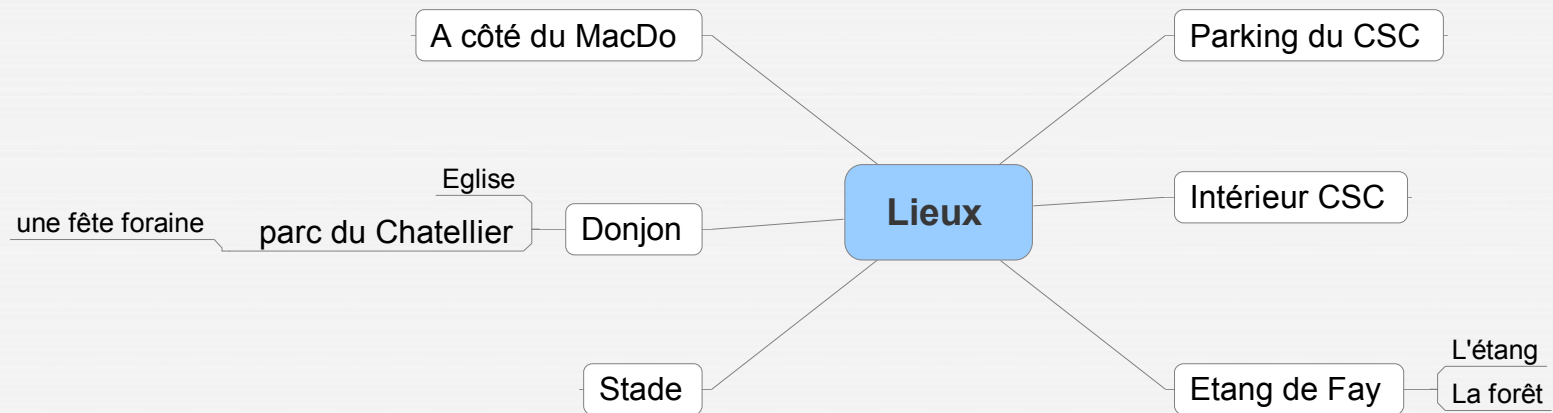 A côté du MacDo
Parking du CSC
Lieux
Intérieur CSC
Eglise
une fête foraine
parc du Chatellier
Donjon
Stade
Etang de Fay
L'étang
La forêt